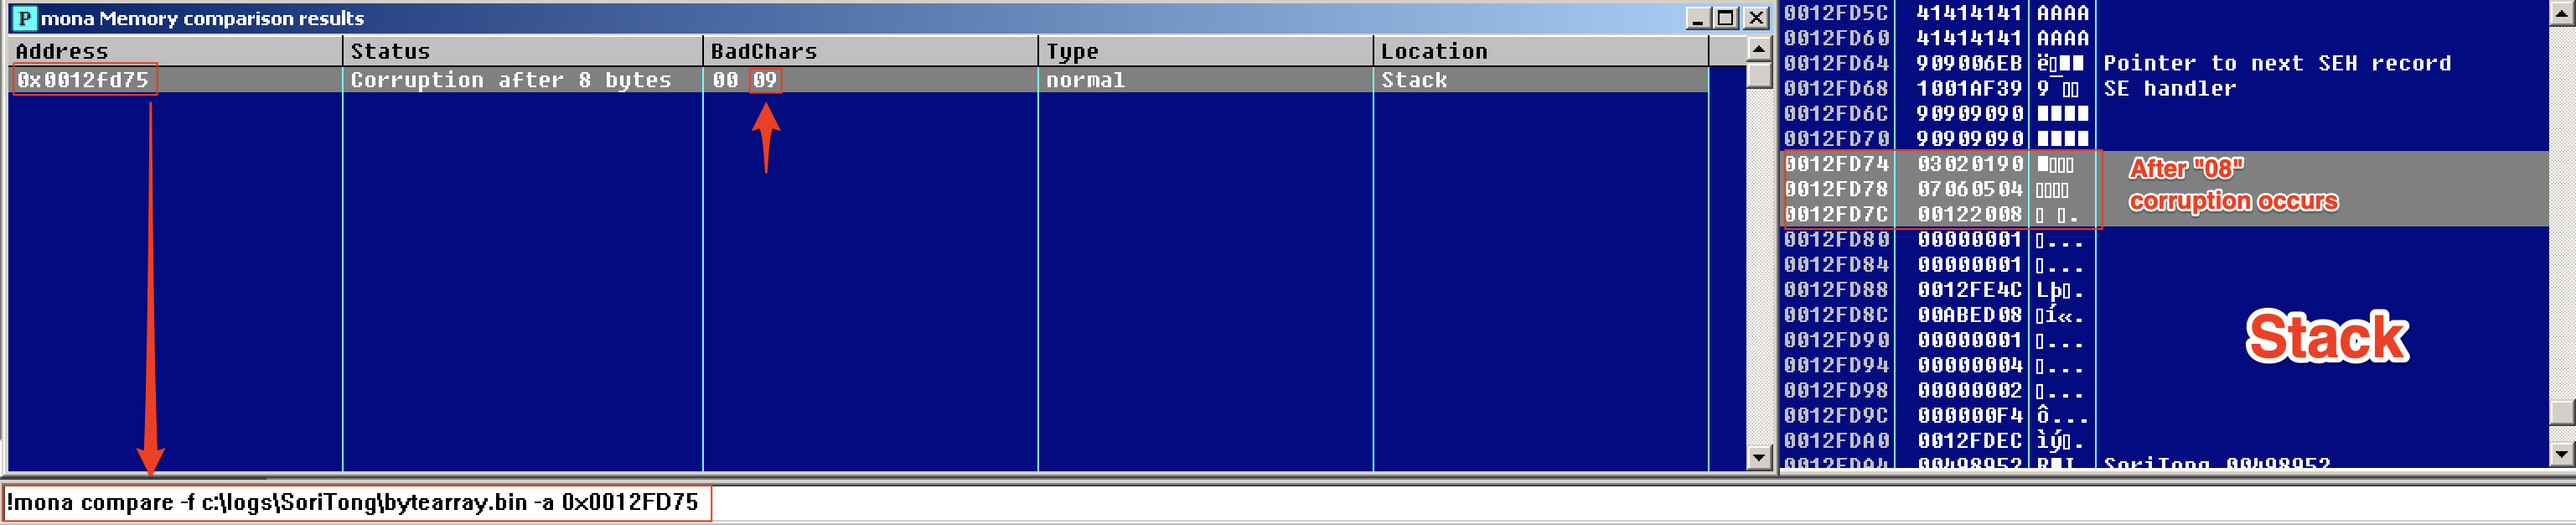 P mona Memory comparison results
Address Status BadChars Type Location
0x0012fd75 Corruption after 8 bytes 00 09 normal Stack
0012FD5C 41414141 AAAA
0012FD60 41414141 AAAA
0012FD64 909006EB Pointer to next SEH record
0012FD68 1001AF39 9 SE handler
0012FD6C 90909090
0012FD70 90909090
0012FD74 03020190
0012FD78 07060504
0012FD7C 00122008
After "08"
corruption occurs
0012FD80 00000001 ...
0012FD84 00000001 ...
0012FD88 0012FE4C Lþ.
0012FD8C 00ABED08 í«.
0012FD90 00000001 ...
0012FD94 00000004 ...
0012FD98 00000002 ...
0012FD9C 000000F4 ô...
0012FDA0 0012FDEC ìý.
0012FDA4 00498952 SoriTong.00498952
Stack
!mona compare -f c:\logs\SoriTong\bytearray.bin -a 0x0012FD75